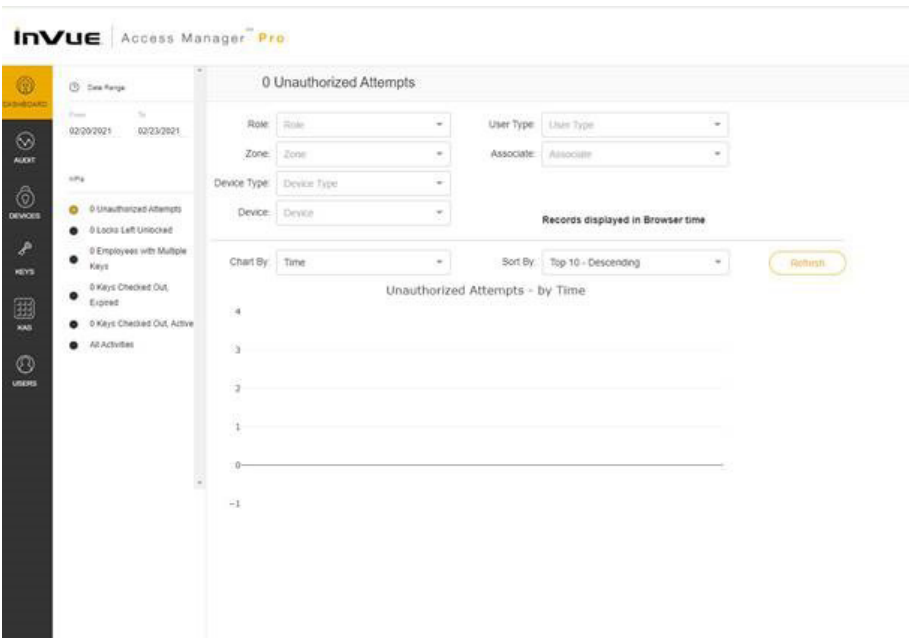 InVue Access Manager™ Pro
DASHBOARD
AUDIT
DEVICES
KEYS
KAS
USERS
Date Range
From To
02/20/2021 02/23/2021
0 Unauthorized Attempts
0 Locks Left Unlocked
0 Employees with Multiple
Keys
0 Keys Checked Out,
Expired
0 Keys Checked Out, Active
All Activities
0 Unauthorized Attempts
Role: Role User Type: User Type
Zone: Zone Associate: Associate
Device Type: Device Type
Device: Device
Records displayed in Browser time
Chart By: Time Sort By: Top 10 - Descending Refresh
Unauthorized Attempts - by Time
4
3
2
1
0
−1